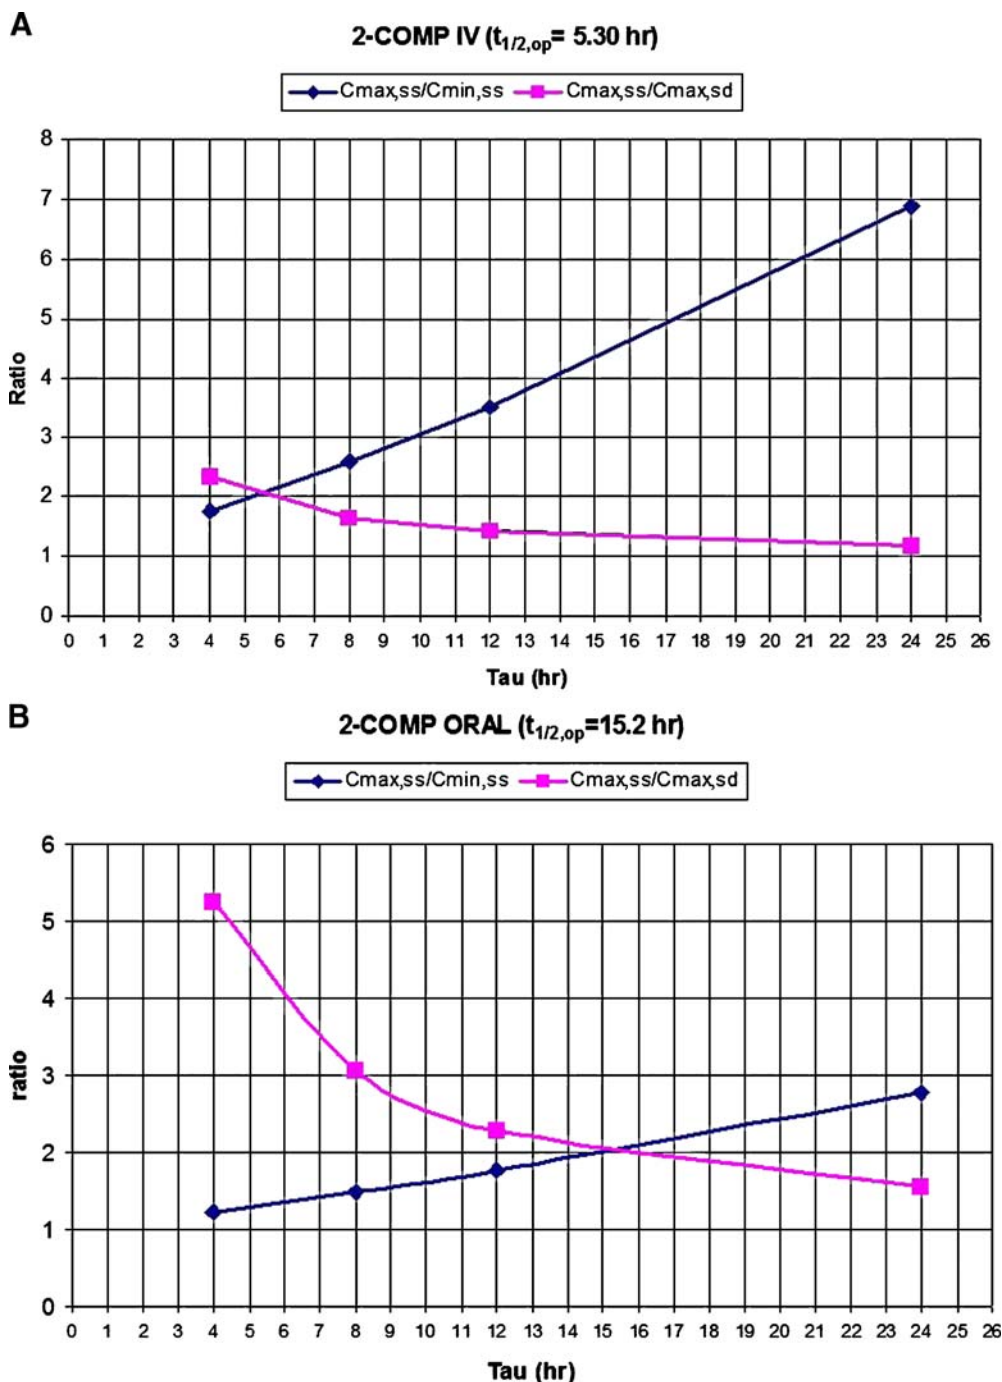 A
2-COMP IV (t1/2,op= 5.30 hr)
Cmax,ss/Cmin,ss Cmax,ss/Cmax,sd
8
7
6
5
4
3
2
1
0
Ratio
0 1 2 3 4 5 6 7 8 9 10 11 12 13 14 15 16 17 18 19 20 21 22 23 24 25 26
Tau (hr)
B
2-COMP ORAL (t1/2,op=15.2 hr)
Cmax,ss/Cmin,ss Cmax,ss/Cmax,sd
6
5
4
3
2
1
0
ratio
0 1 2 3 4 5 6 7 8 9 10 11 12 13 14 15 16 17 18 19 20 21 22 23 24 25 26
Tau (hr)